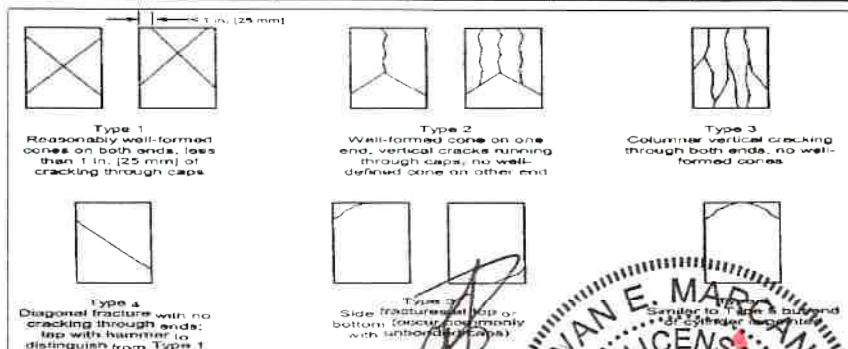 < 1 in. [25 mm]
Type 1
Reasonably well-formed
cones on both ends, less
than 1 in. [25 mm] of
cracking through caps
Type 2
Well-formed cone on one
end, vertical cracks running
through caps, no well-
defined cone on other end
Type 3
Columnar vertical cracking
through both ends, no well-
formed cones
Type 4
Diagonal fracture with no
cracking through ends;
tap with hammer to
distinguish from Type 1
Type 5
Side fractures at top or
bottom (occur commonly
with unbonded caps)
Similar to Type 5 but end
of cylinder is pointed
E.